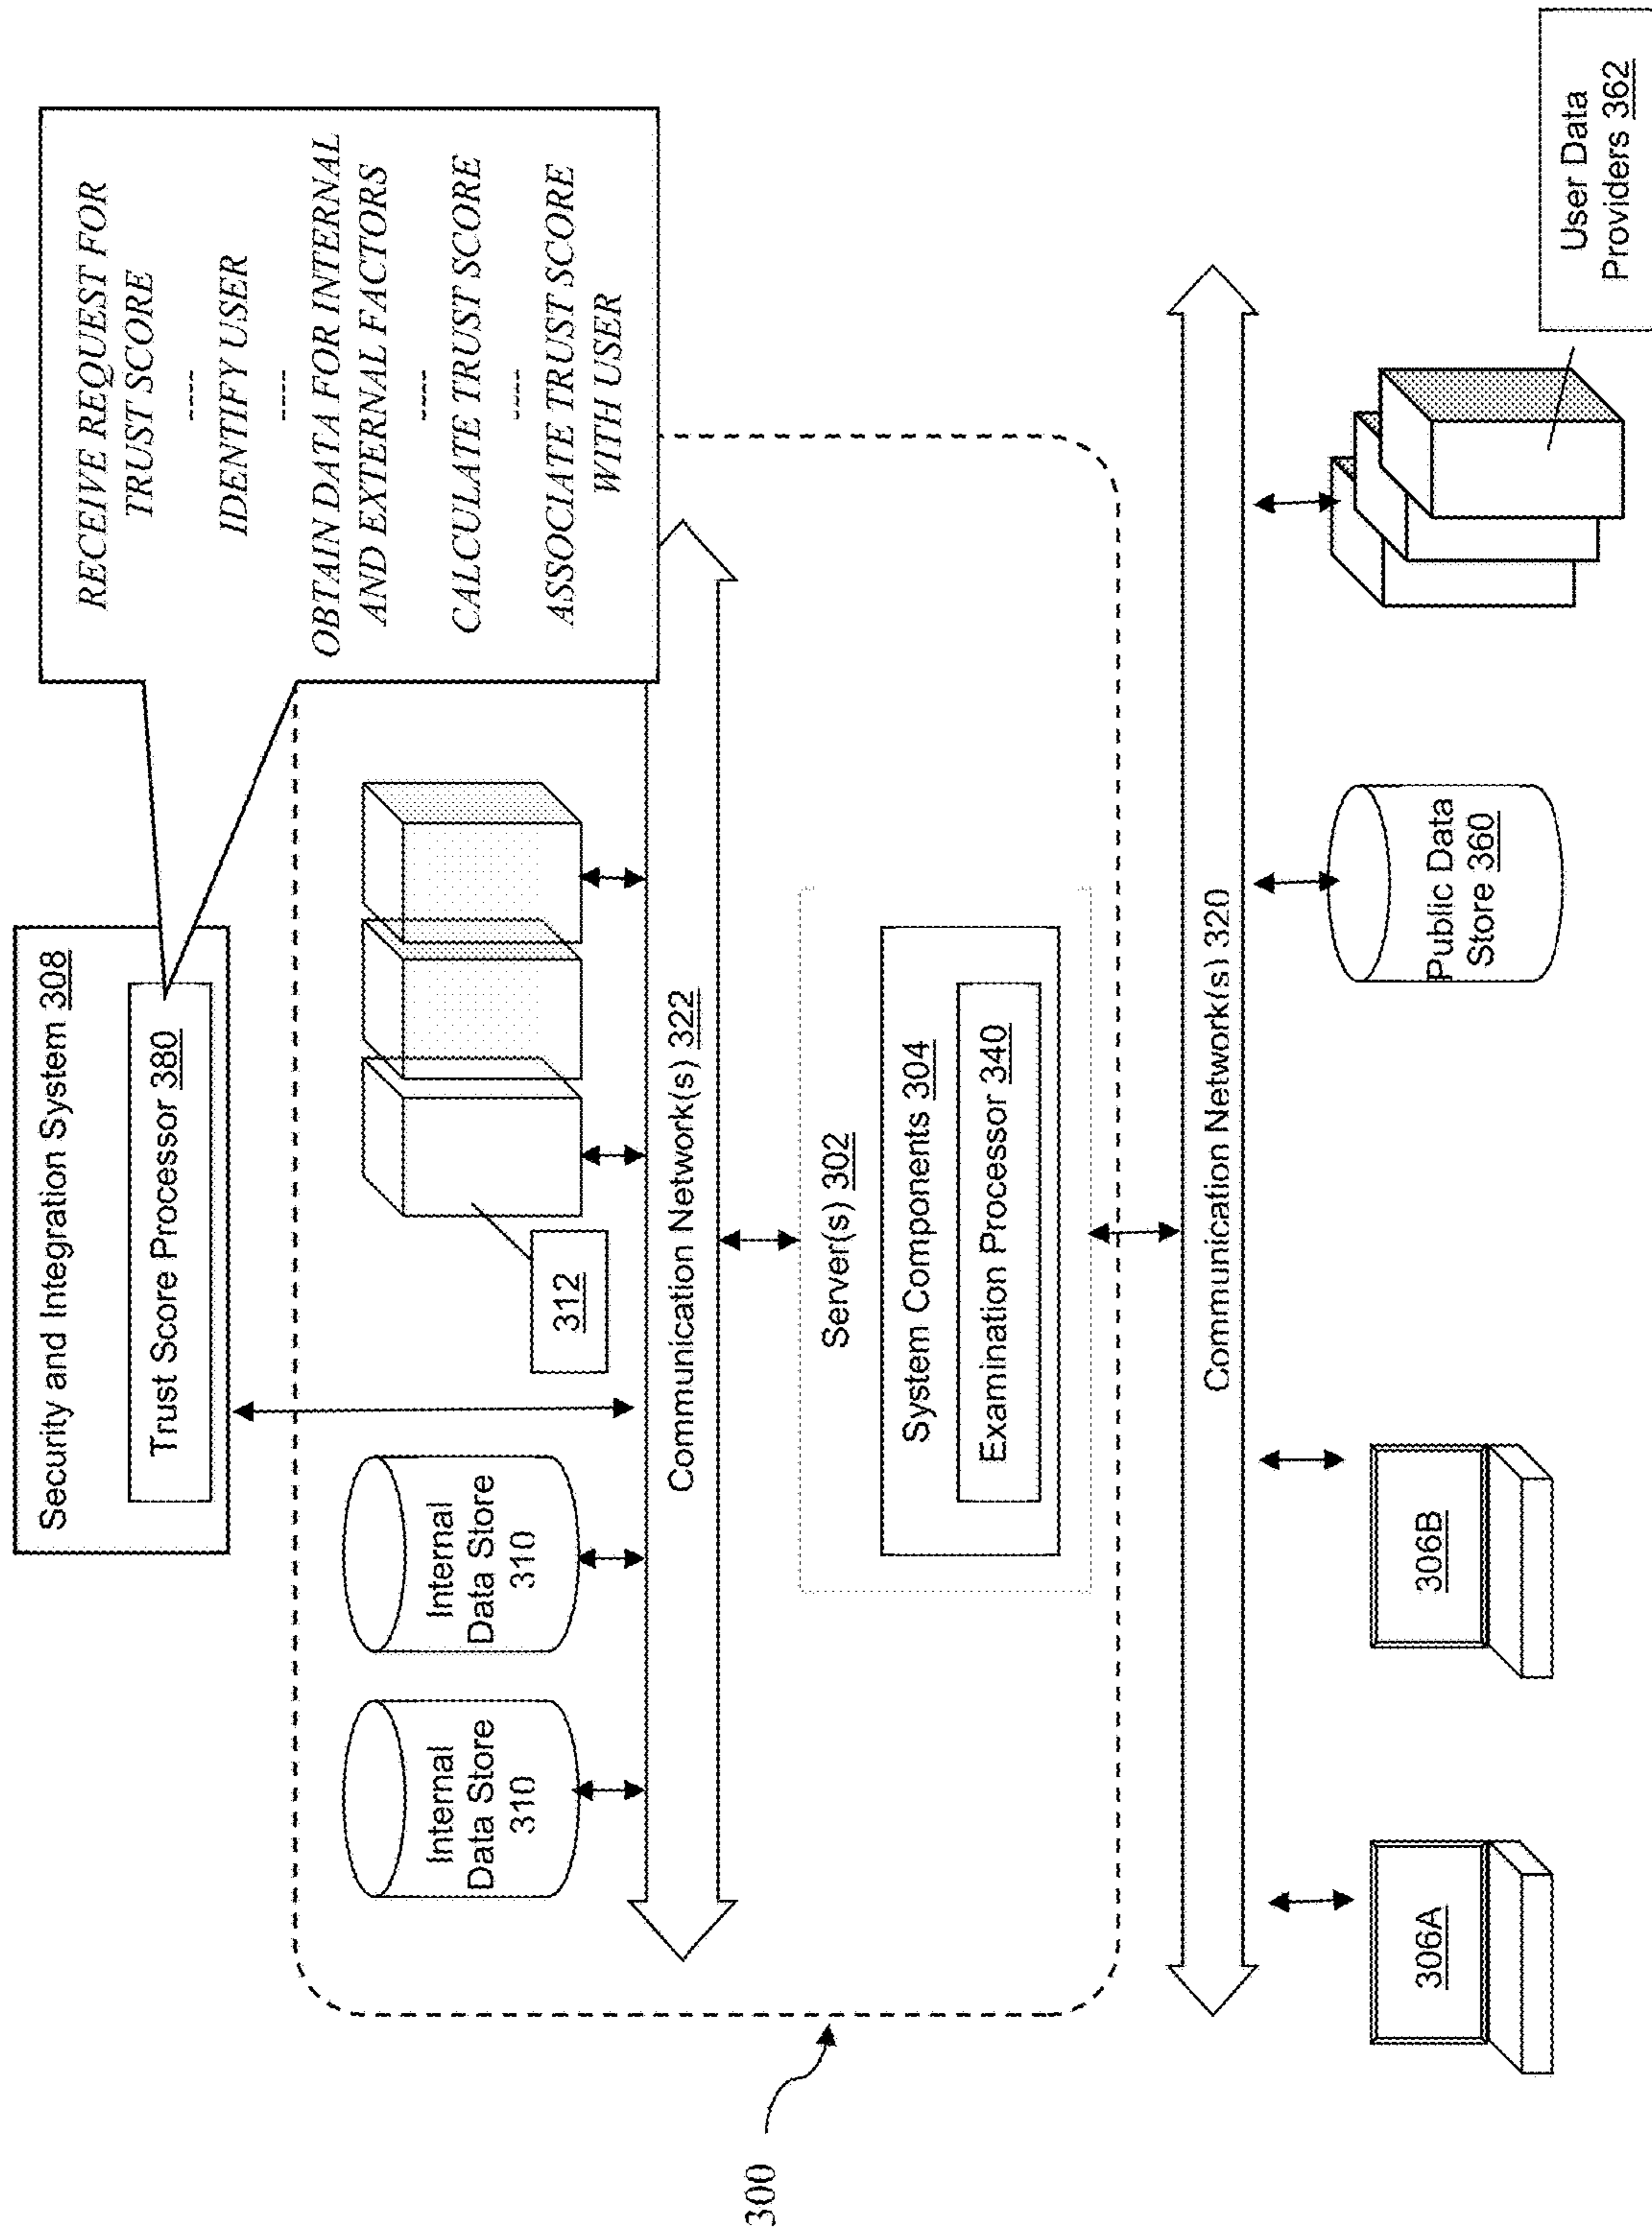 Security and Integration System 308
Trust Score Processor 380
RECEIVE REQUEST FOR
TRUST SCORE
----
IDENTIFY USER
----
OBTAIN DATA FOR INTERNAL
AND EXTERNAL FACTORS
----
CALCULATE TRUST SCORE
----
ASSOCIATE TRUST SCORE
WITH USER
Internal
Data Store
310
Internal
Data Store
310
312
Communication Network(s) 322
Server(s) 302
System Components 304
Examination Processor 340
300
Communication Network(s) 320
306A
306B
Public Data
Store 360
User Data
Providers 362